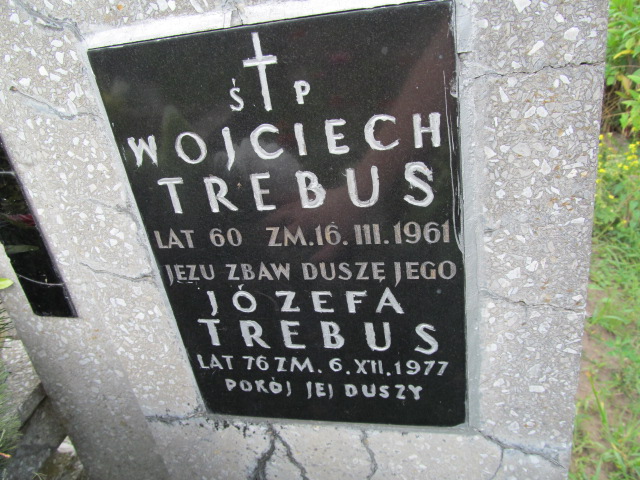 Ś P
WOJCIECH
TREBUS
LAT 60 ZM. 16. III. 1961
JEZU ZBAW DUSZĘ JEGO
JÓZEFA
TREBUS
LAT 76 ZM. 6. XII. 1977
POKÓJ JEJ DUSZY